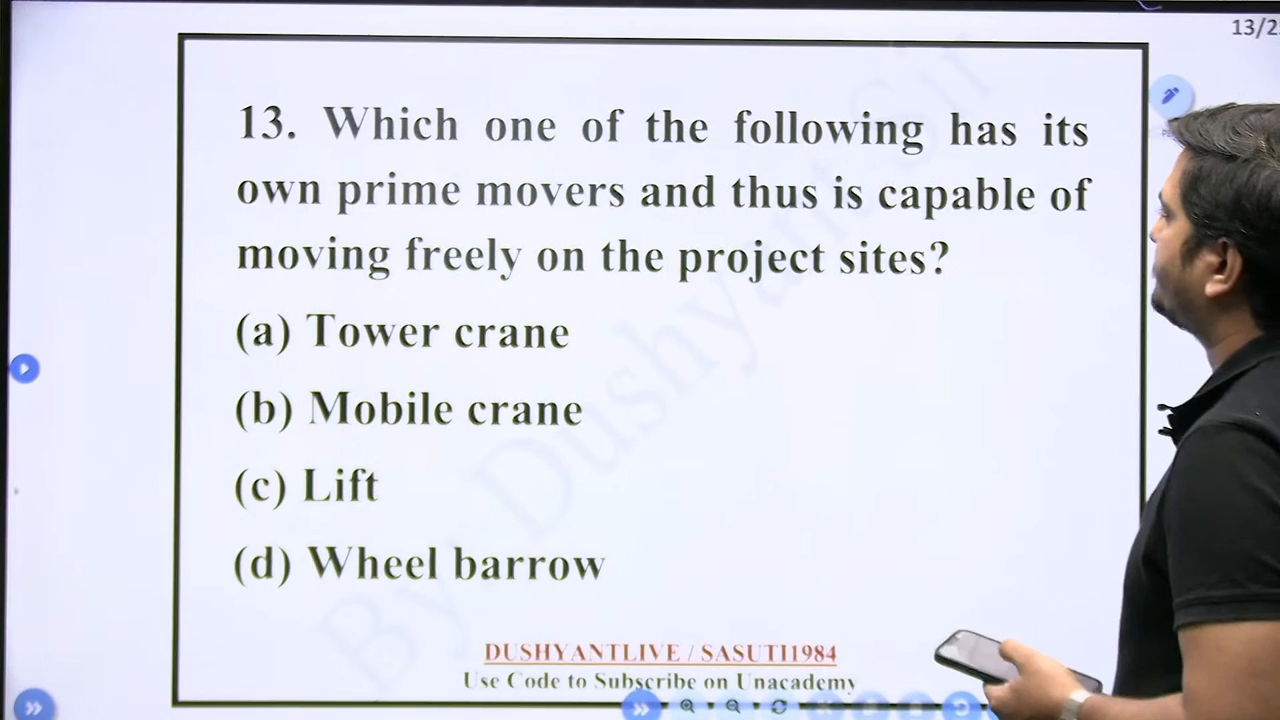 13/2
13. Which one of the following has its
own prime movers and thus is capable of
moving freely on the project sites?
(a) Tower crane
(b) Mobile crane
(c) Lift
(d) Wheel barrow
By Dushyant Sir
DUSHYANTLIVE / SASUTI1984
Use Code to Subscribe on Unacademy